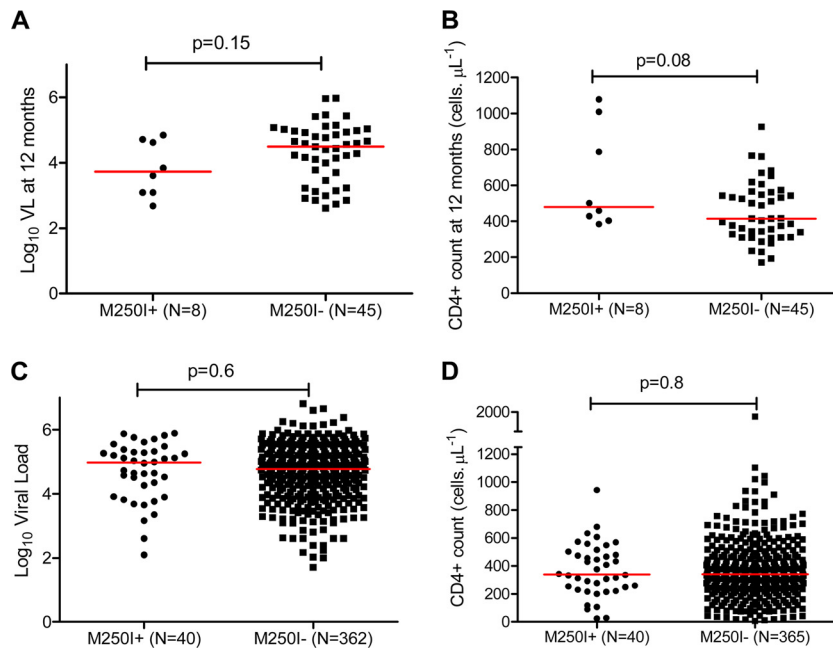 A
p=0.15
Log10 VL at 12 months
6
4
2
0
M250I+ (N=8)
M250I- (N=45)
B
p=0.08
CD4+ count at 12 months (cells. µL-1)
1200
1000
800
600
400
200
0
M250I+ (N=8)
M250I- (N=45)
C
p=0.6
Log10 Viral Load
6
4
2
0
M250I+ (N=40)
M250I- (N=362)
D
p=0.8
CD4+ count (cells. µL-1)
2000
1200
1000
800
600
400
200
0
M250I+ (N=40)
M250I- (N=365)